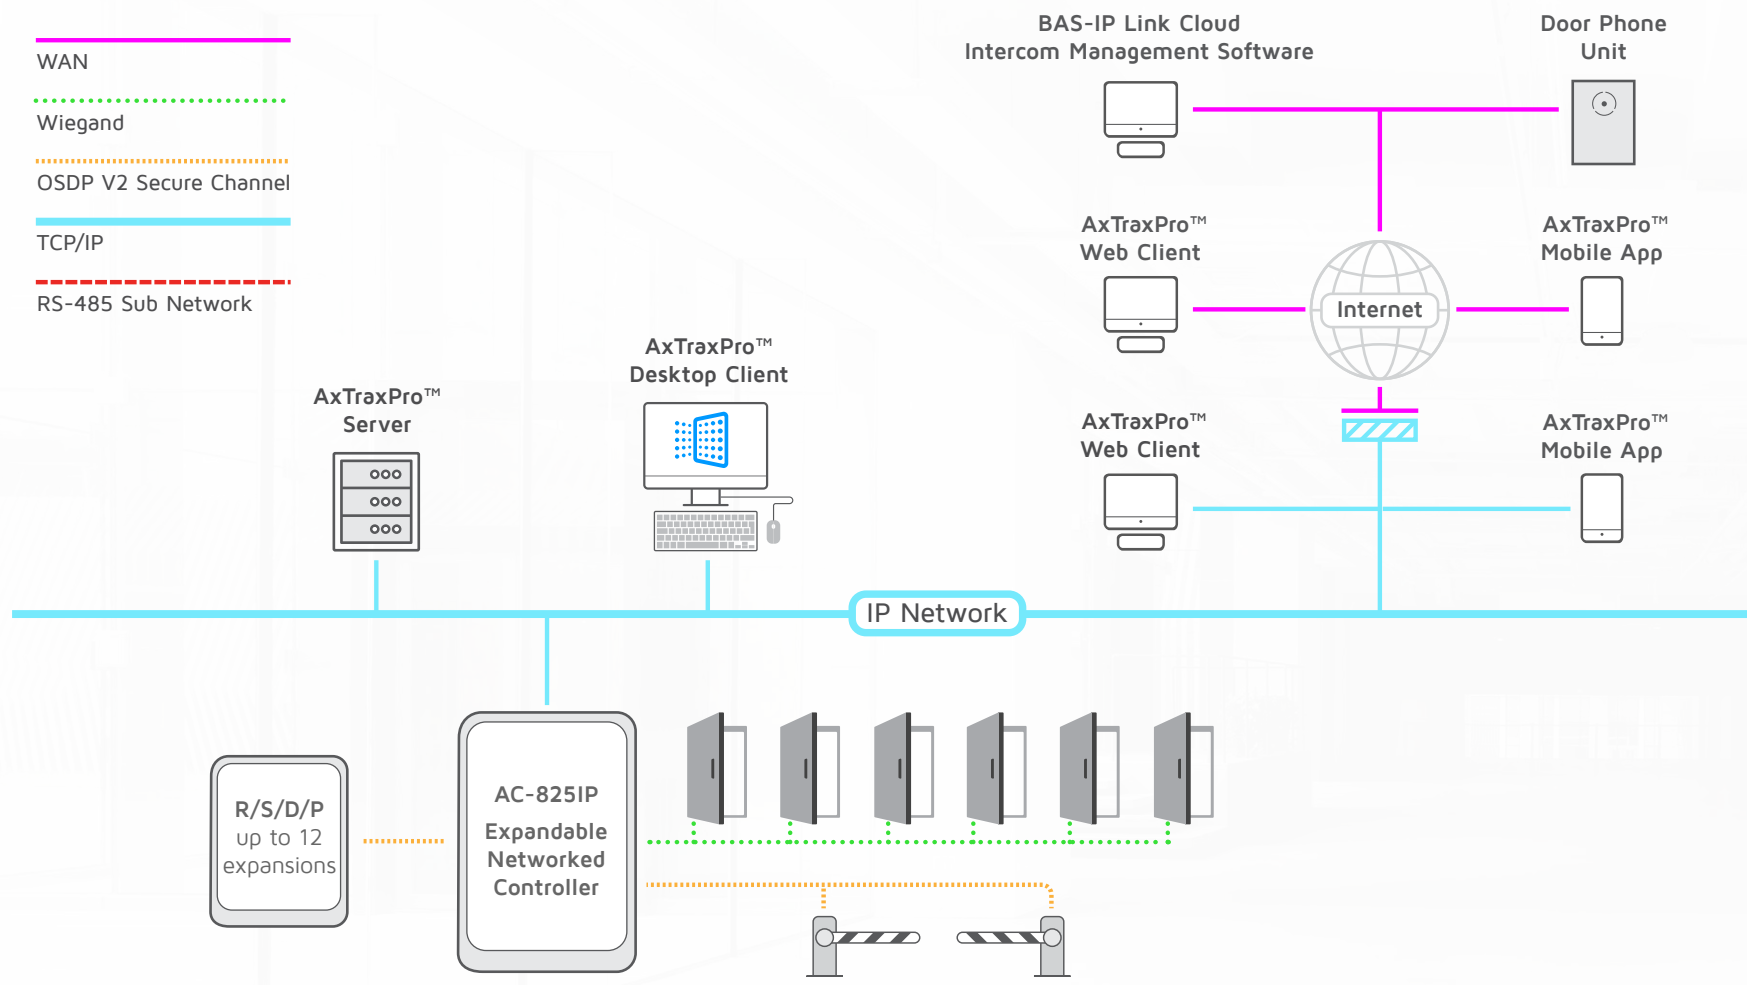 WAN
Wiegand
OSDP V2 Secure Channel
TCP/IP
RS-485 Sub Network
BAS-IP Link Cloud
Intercom Management Software
Door Phone
Unit
AxTraxPro™
Web Client
AxTraxPro™
Mobile App
Internet
AxTraxPro™
Server
AxTraxPro™
Desktop Client
AxTraxPro™
Web Client
AxTraxPro™
Mobile App
IP Network
R/S/D/P
up to 12
expansions
AC-825IP
Expandable
Networked
Controller